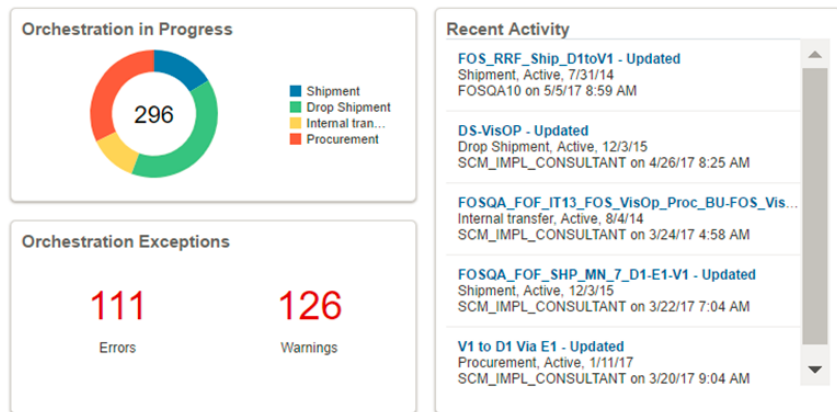 Orchestration in Progress
296
Shipment
Drop Shipment
Internal tran...
Procurement
Orchestration Exceptions
111
126
Errors
Warnings
Recent Activity
FOS_RRF_Ship_D1toV1 - Updated
Shipment, Active, 7/31/14
FOSQA10 on 5/5/17 8:59 AM
DS-VisOP - Updated
Drop Shipment, Active, 12/3/15
SCM_IMPL_CONSULTANT on 4/26/17 8:25 AM
FOSQA_FOF_IT13_FOS_VisOp_Proc_BU-FOS_Vis...
Internal transfer, Active, 8/4/14
SCM_IMPL_CONSULTANT on 3/24/17 4:58 AM
FOSQA_FOF_SHP_MN_7_D1-E1-V1 - Updated
Shipment, Active, 12/3/15
SCM_IMPL_CONSULTANT on 3/22/17 7:04 AM
V1 to D1 Via E1 - Updated
Procurement, Active, 1/11/17
SCM_IMPL_CONSULTANT on 3/20/17 9:04 AM